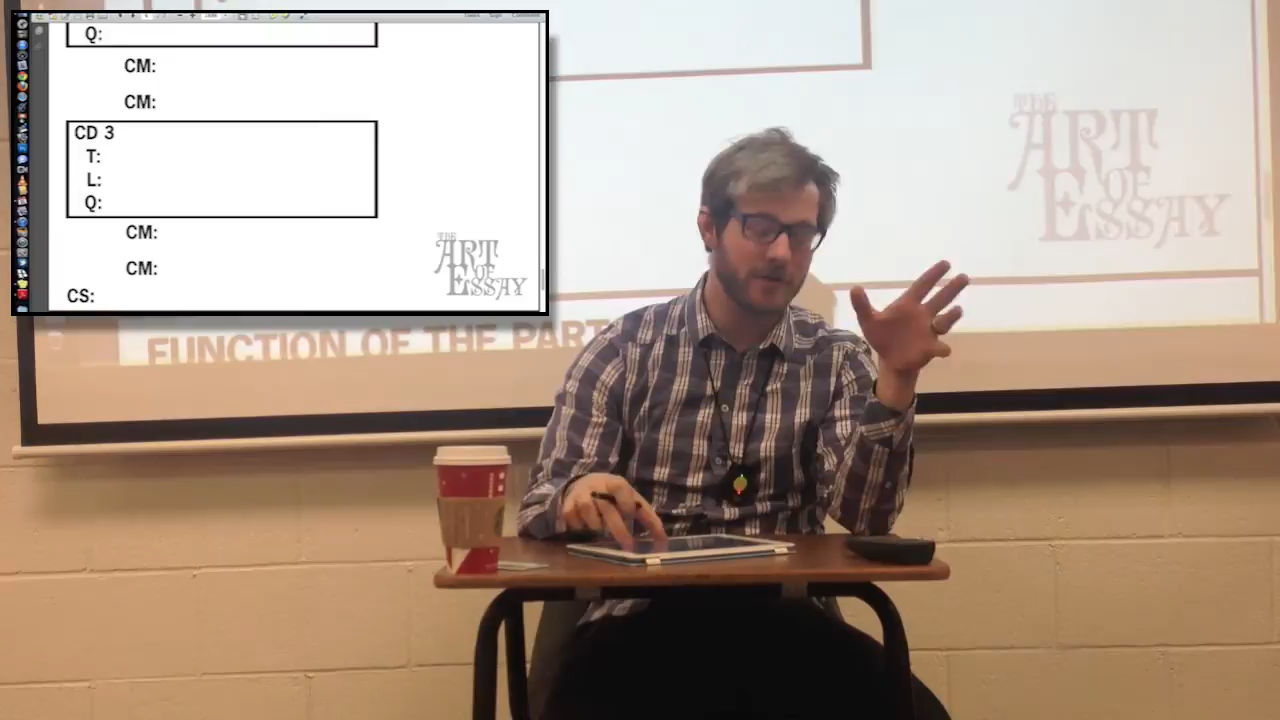 Q:
CM:
CM:
CD 3
T:
L:
Q:
CM:
CM:
THE
ART
OF
ESSAY
CS:
THE
ART
OF
ESSAY
FUNCTION OF THE PART